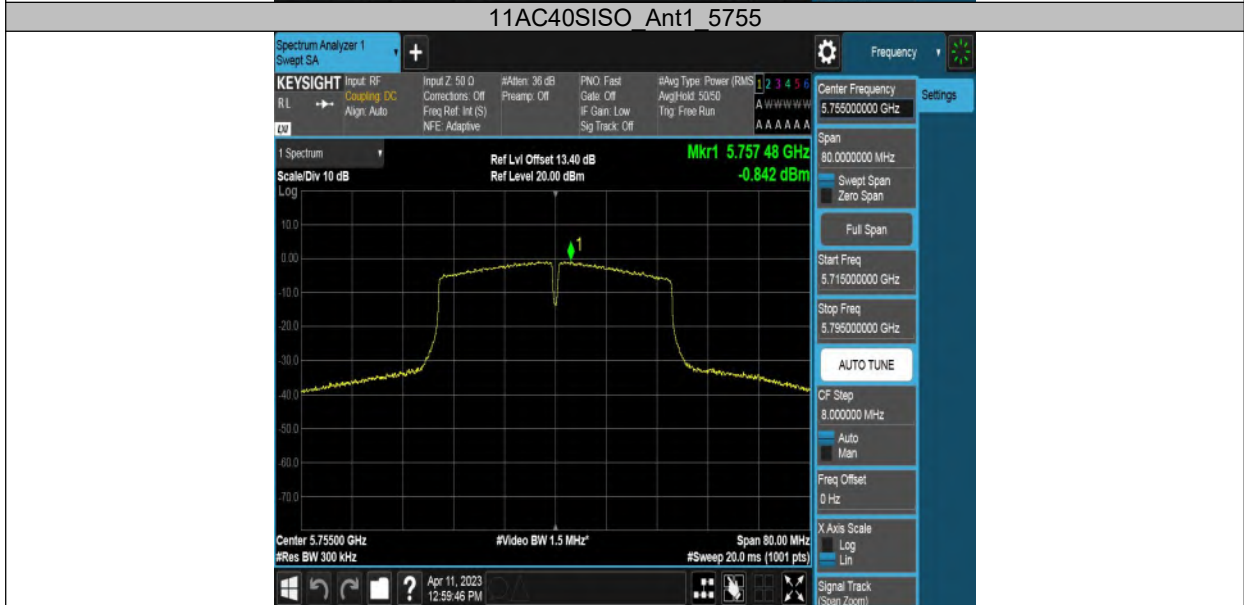 11AC40SISO_Ant1_5755
Spectrum Analyzer 1
Swept SA
+
Frequency
KEYSIGHT
Input: RF
Coupling: DC
Align: Auto
RL
LXI
Input Z: 50 Ω
Corrections: Off
Freq Ref: Int (S)
NFE: Adaptive
#Atten: 36 dB
Preamp: Off
PNO: Fast
Gate: Off
IF Gain: Low
Sig Track: Off
#Avg Type: Power (RMS
Avg|Hold: 50/50
Trig: Free Run
1 2 3 4 5 6
A W W W W W
A A A A A A
1 Spectrum
Scale/Div 10 dB
Log
Ref Lvl Offset 13.40 dB
Ref Level 20.00 dBm
Mkr1 5.757 48 GHz
-0.842 dBm
10.0
0.00
-10.0
-20.0
-30.0
-40.0
-50.0
-60.0
-70.0
1
Center 5.75500 GHz
#Res BW 300 kHz
#Video BW 1.5 MHz*
Span 80.00 MHz
#Sweep 20.0 ms (1001 pts)
?
Apr 11, 2023
12:59:46 PM
Center Frequency
5.755000000 GHz
Settings
Span
80.0000000 MHz
Swept Span
Zero Span
Full Span
Start Freq
5.715000000 GHz
Stop Freq
5.795000000 GHz
AUTO TUNE
CF Step
8.000000 MHz
Auto
Man
Freq Offset
0 Hz
X Axis Scale
Log
Lin
Signal Track
(Span Zoom)